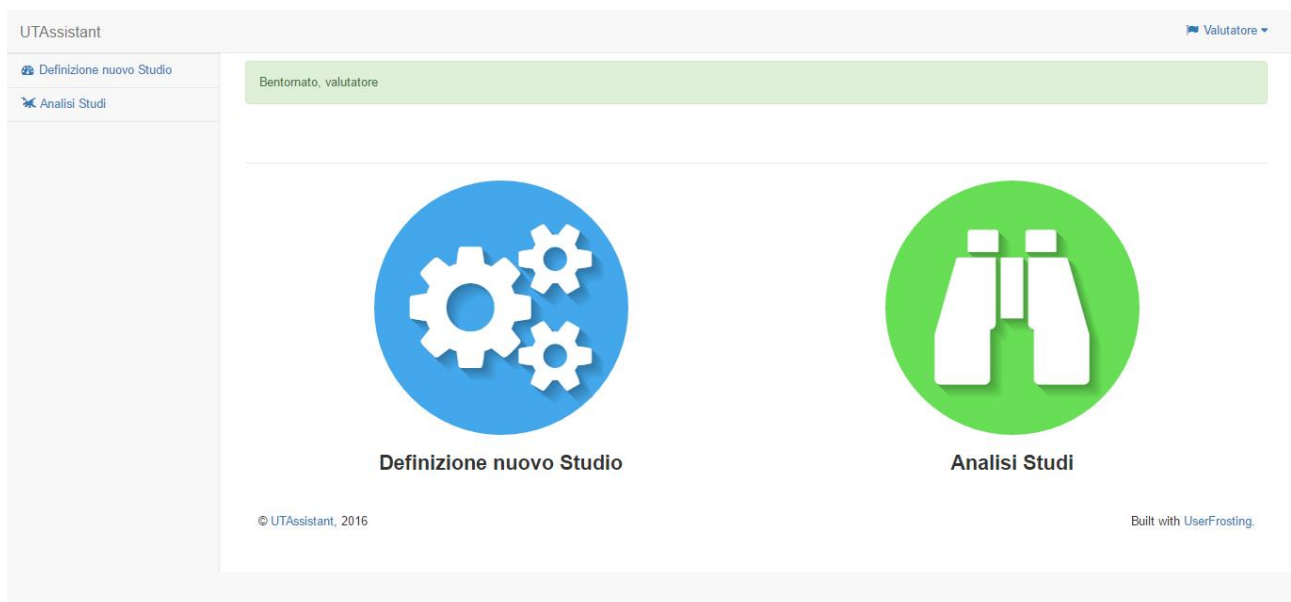 UTAssistant
Valutatore
Definizione nuovo Studio
Analisi Studi
Bentornato, valutatore
Definizione nuovo Studio
Analisi Studi
© UTAssistant, 2016
Built with UserFrosting.